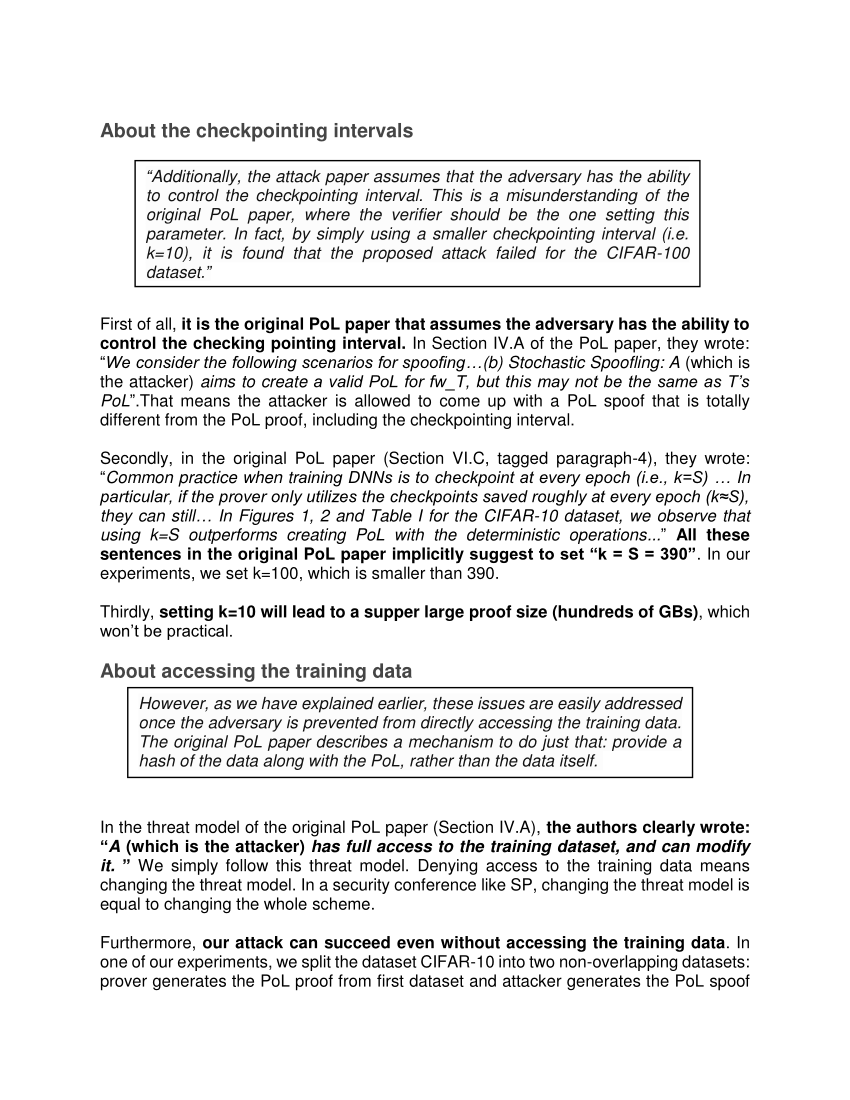 About the checkpointing intervals
“Additionally, the attack paper assumes that the adversary has the ability
to control the checkpointing interval. This is a misunderstanding of the
original PoL paper, where the verifier should be the one setting this
parameter. In fact, by simply using a smaller checkpointing interval (i.e.
k=10), it is found that the proposed attack failed for the CIFAR-100
dataset.”
First of all, it is the original PoL paper that assumes the adversary has the ability to
control the checking pointing interval. In Section IV.A of the PoL paper, they wrote:
“We consider the following scenarios for spoofing…(b) Stochastic Spoofling: A (which is
the attacker) aims to create a valid PoL for fw_T, but this may not be the same as T’s
PoL”.That means the attacker is allowed to come up with a PoL spoof that is totally
different from the PoL proof, including the checkpointing interval.
Secondly, in the original PoL paper (Section VI.C, tagged paragraph-4), they wrote:
“Common practice when training DNNs is to checkpoint at every epoch (i.e., k=S) … In
particular, if the prover only utilizes the checkpoints saved roughly at every epoch (k≈S),
they can still… In Figures 1, 2 and Table I for the CIFAR-10 dataset, we observe that
using k=S outperforms creating PoL with the deterministic operations...” All these
sentences in the original PoL paper implicitly suggest to set “k = S = 390”. In our
experiments, we set k=100, which is smaller than 390.
Thirdly, setting k=10 will lead to a supper large proof size (hundreds of GBs), which
won’t be practical.
About accessing the training data
However, as we have explained earlier, these issues are easily addressed
once the adversary is prevented from directly accessing the training data.
The original PoL paper describes a mechanism to do just that: provide a
hash of the data along with the PoL, rather than the data itself.
In the threat model of the original PoL paper (Section IV.A), the authors clearly wrote:
“A (which is the attacker) has full access to the training dataset, and can modify
it. ” We simply follow this threat model. Denying access to the training data means
changing the threat model. In a security conference like SP, changing the threat model is
equal to changing the whole scheme.
Furthermore, our attack can succeed even without accessing the training data. In
one of our experiments, we split the dataset CIFAR-10 into two non-overlapping datasets:
prover generates the PoL proof from first dataset and attacker generates the PoL spoof